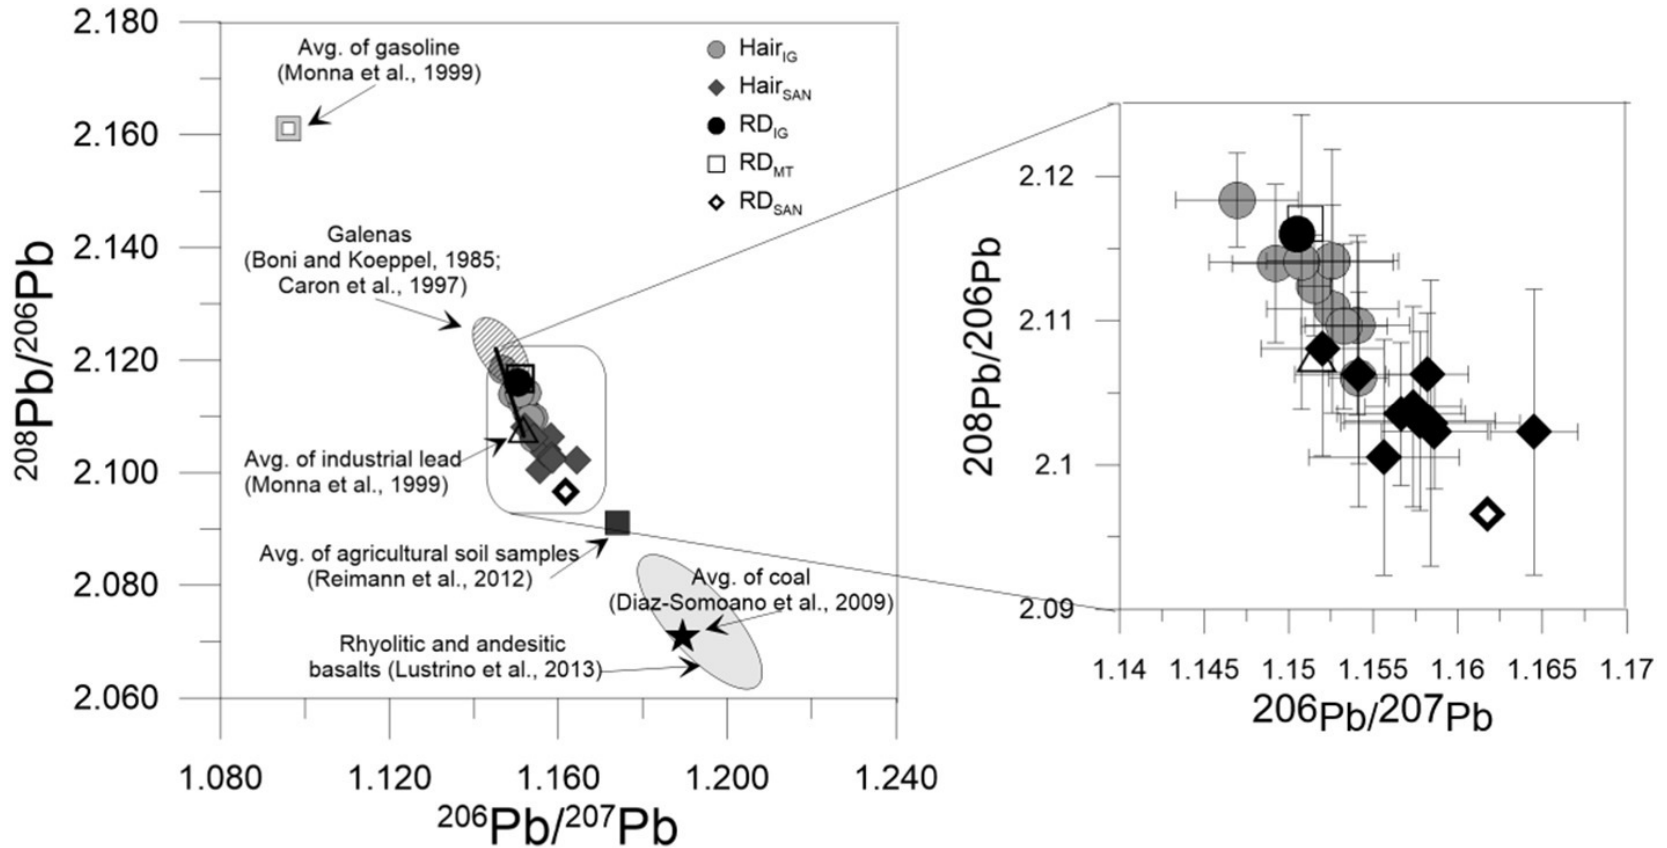 2.180
2.160
2.140
2.120
2.100
2.080
2.060
208Pb/206Pb
1.080
1.120
1.160
1.200
1.240
206Pb/207Pb
Avg. of gasoline
(Monna et al., 1999)
Galenas
(Boni and Koeppel, 1985;
Caron et al., 1997)
Avg. of industrial lead
(Monna et al., 1999)
Avg. of agricultural soil samples
(Reimann et al., 2012)
Avg. of coal
(Diaz-Somoano et al., 2009)
Rhyolitic and andesitic
basalts (Lustrino et al., 2013)
HairIG
HairSAN
RDIG
RDMT
RDSAN
2.12
2.11
2.1
2.09
208Pb/206Pb
1.14
1.145
1.15
1.155
1.16
1.165
1.17
206Pb/207Pb